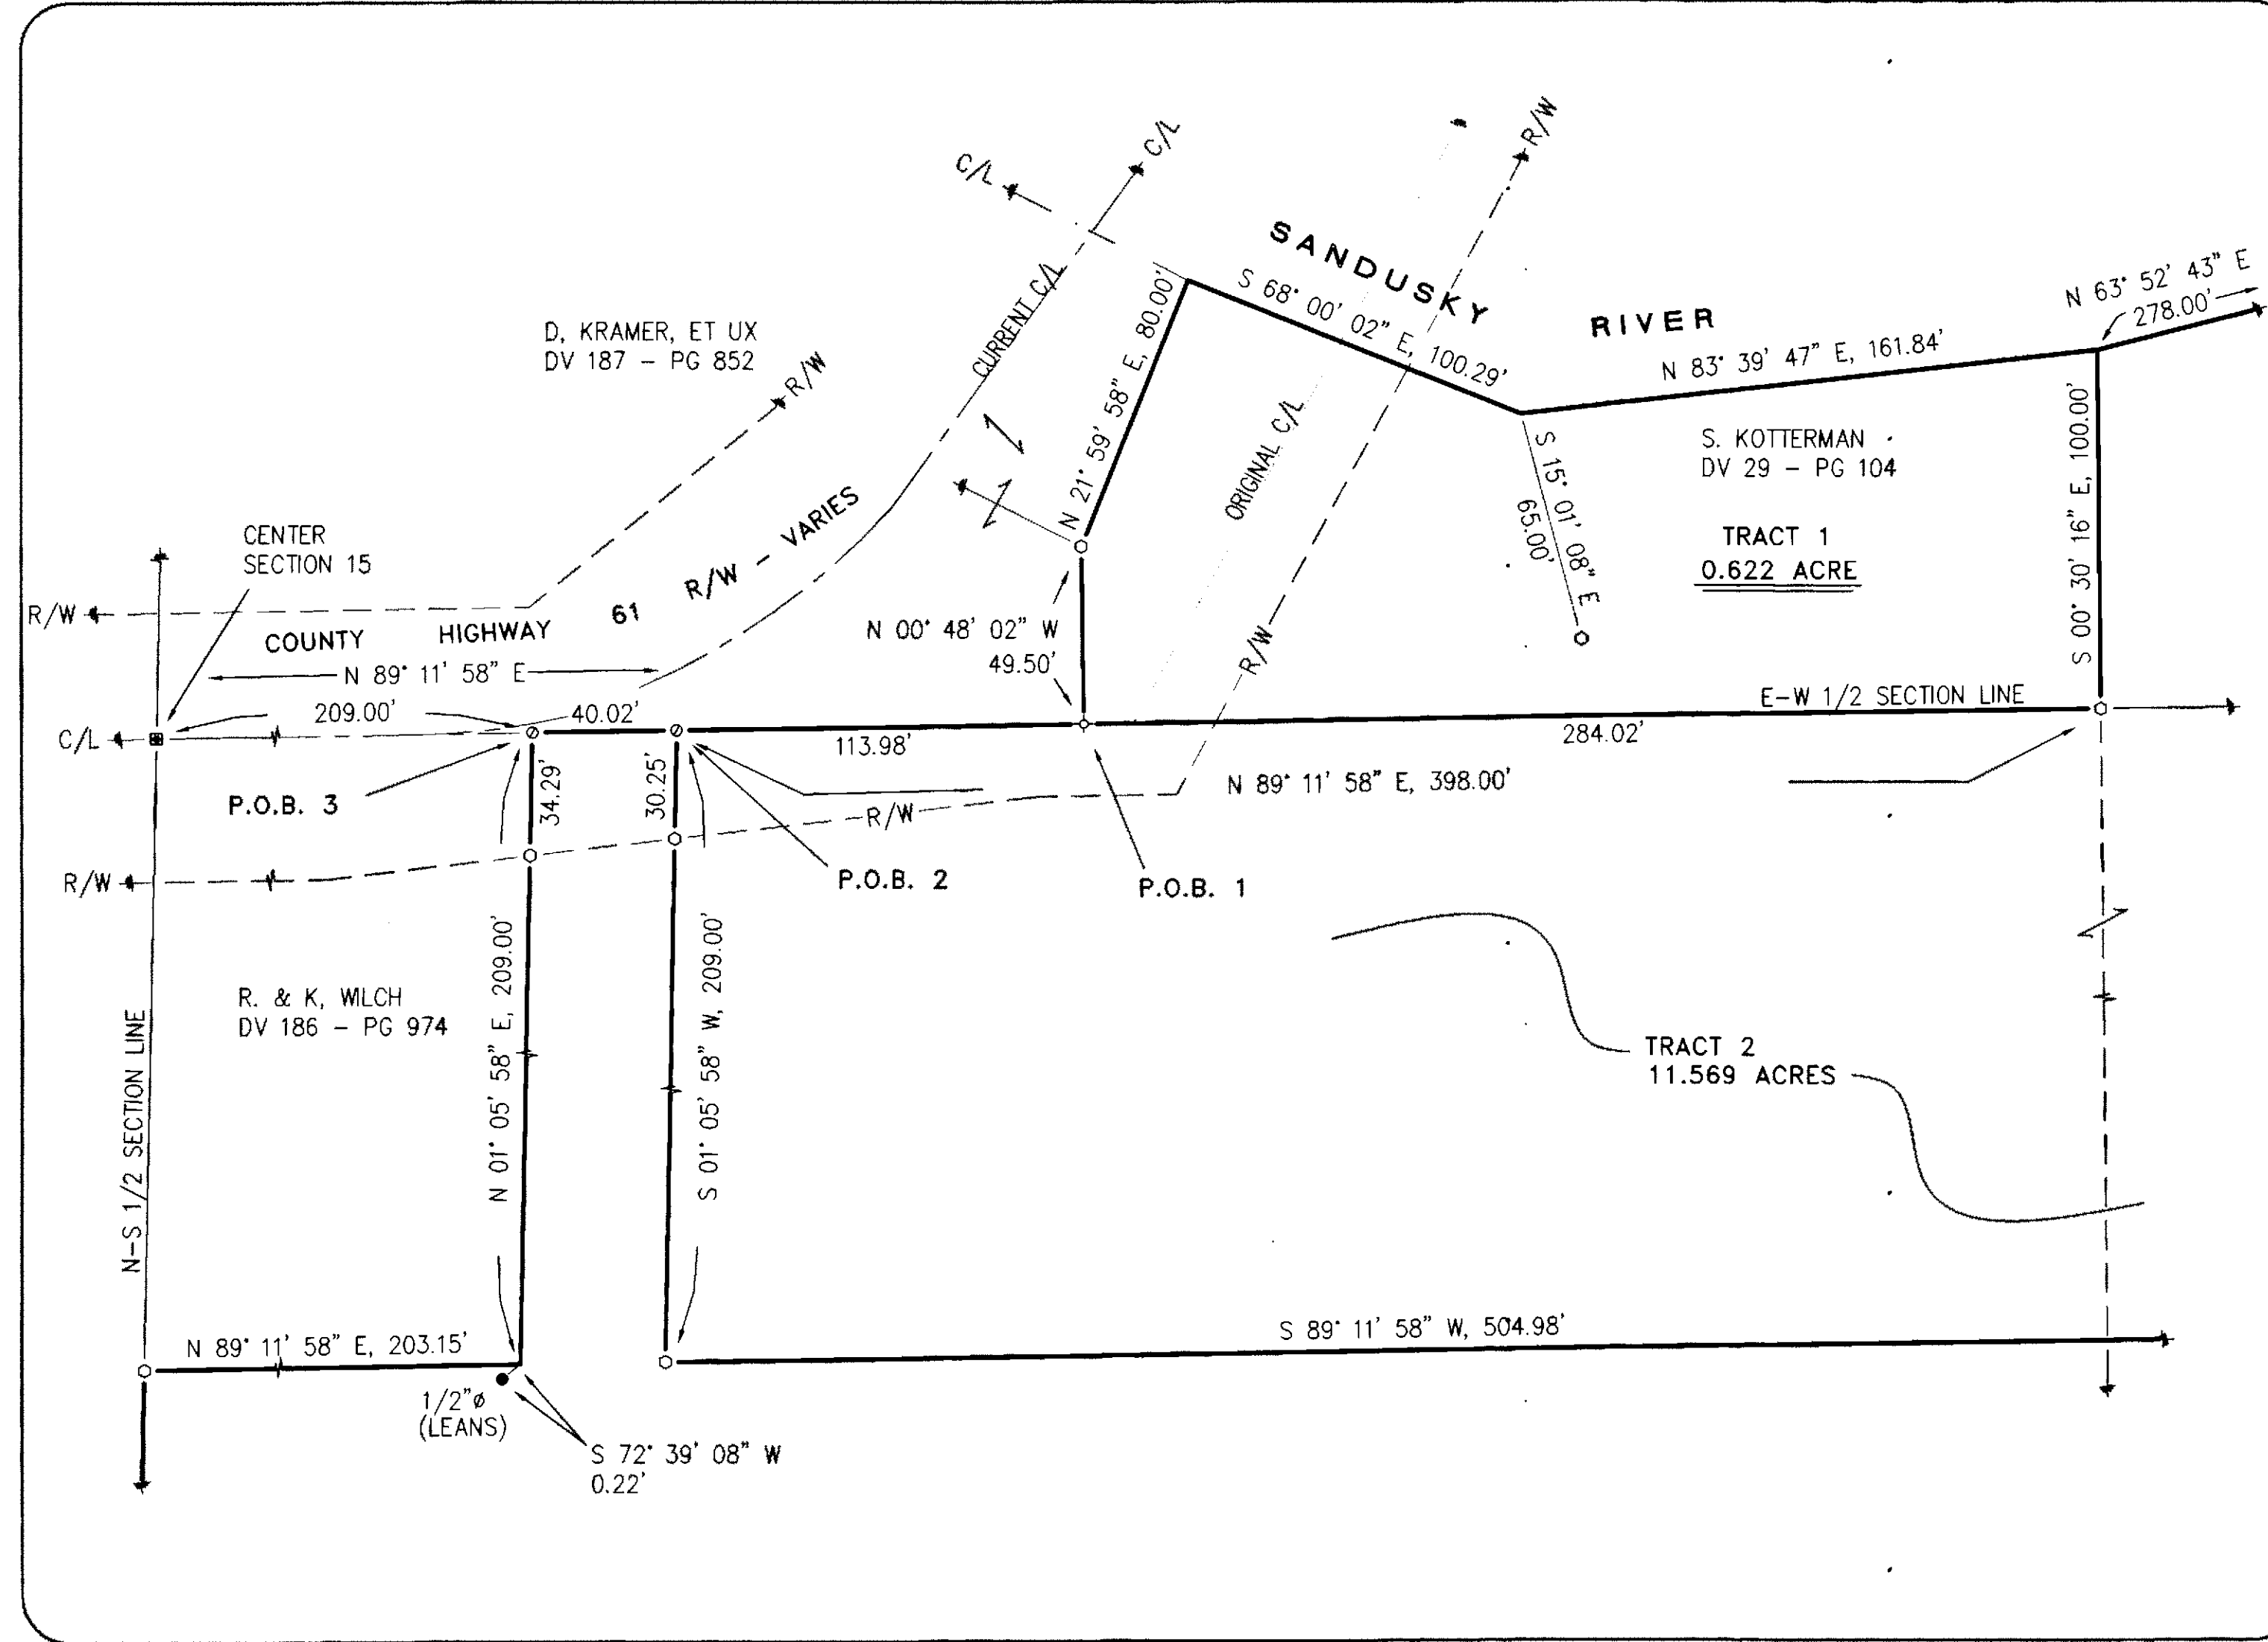 C/L
C/L
R/W
SANDUSKY RIVER
S 68° 00' 02" E, 100.29'
N 63° 52' 43" E
278.00'
N 83° 39' 47" E, 161.84'
D, KRAMER, ET UX
DV 187 - PG 852
R/W
CURRENT C/L
N 21° 59' 58" E, 80.00'
ORIGINAL C/L
S 15° 01' 08" E
65.00'
S. KOTTERMAN
DV 29 - PG 104
TRACT 1
0.622 ACRE
S 00° 30' 16" E, 100.00'
CENTER
SECTION 15
R/W
COUNTY HIGHWAY 61 R/W - VARIES
N 89° 11' 58" E
N 00° 48' 02" W
49.50'
R/W
E-W 1/2 SECTION LINE
C/L
209.00'
40.02'
113.98'
284.02'
P.O.B. 3
34.29'
30.25'
R/W
N 89° 11' 58" E, 398.00'
R/W
P.O.B. 2
P.O.B. 1
R. & K, WILCH
DV 186 - PG 974
N-S 1/2 SECTION LINE
N 01° 05' 58" E, 209.00'
S 01° 05' 58" W, 209.00'
TRACT 2
11.569 ACRES
N 89° 11' 58" E, 203.15'
S 89° 11' 58" W, 504.98'
1/2"ø
(LEANS)
S 72° 39' 08" W
0.22'